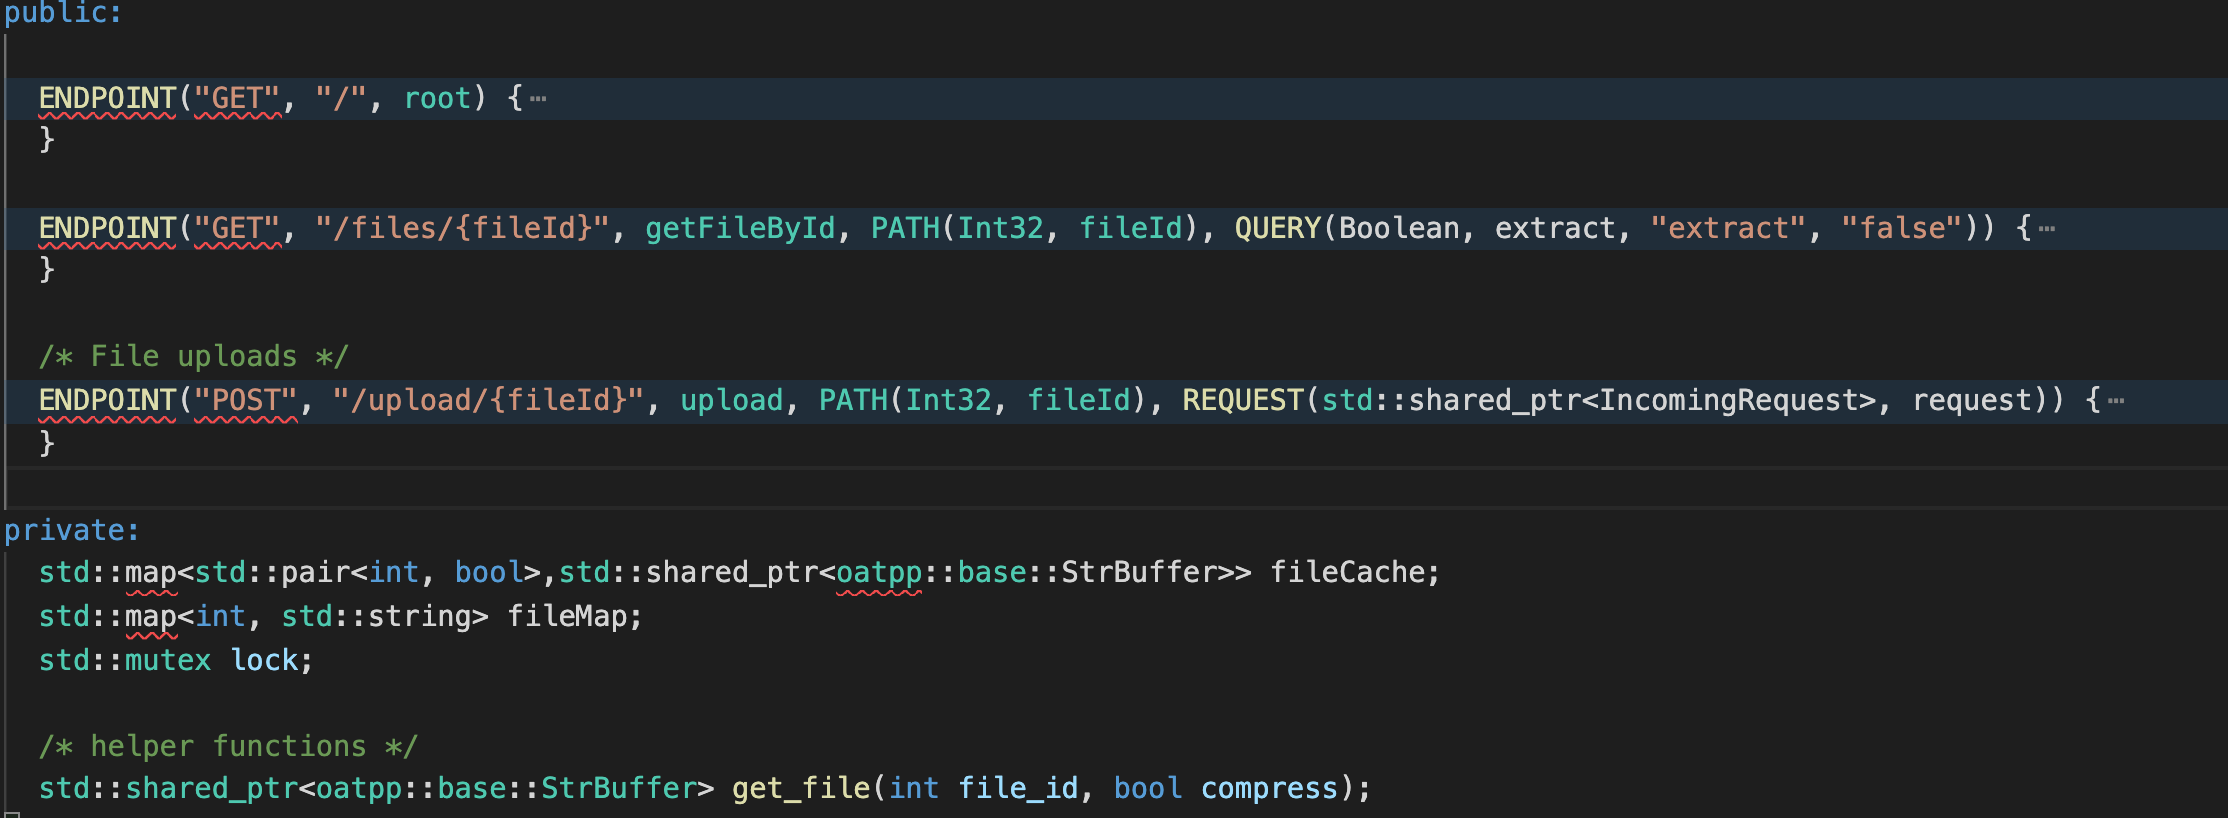 public:
ENDPOINT("GET", "/", root) {⋯
}
ENDPOINT("GET", "/files/{fileId}", getFileById, PATH(Int32, fileId), QUERY(Boolean, extract, "extract", "false")) {⋯
}
/* File uploads */
ENDPOINT("POST", "/upload/{fileId}", upload, PATH(Int32, fileId), REQUEST(std::shared_ptr<IncomingRequest>, request)) {⋯
}
private:
std::map<std::pair<int, bool>,std::shared_ptr<oatpp::base::StrBuffer>> fileCache;
std::map<int, std::string> fileMap;
std::mutex lock;
/* helper functions */
std::shared_ptr<oatpp::base::StrBuffer> get_file(int file_id, bool compress);